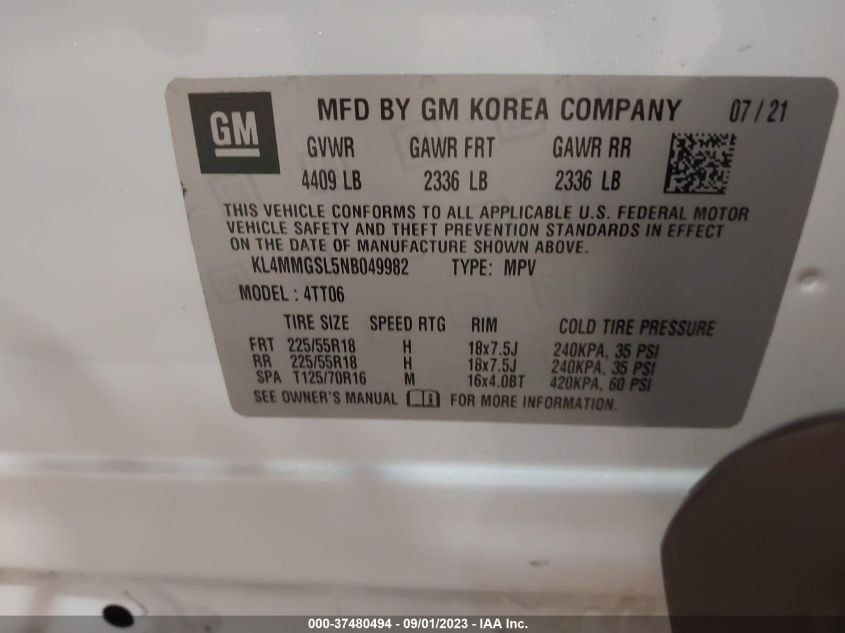 GM
MFD BY GM KOREA COMPANY 07/21
GVWR GAWR FRT GAWR RR
4409 LB 2336 LB 2336 LB
THIS VEHICLE CONFORMS TO ALL APPLICABLE U.S. FEDERAL MOTOR
VEHICLE SAFETY AND THEFT PREVENTION STANDARDS IN EFFECT
ON THE DATE OF MANUFACTURE SHOWN ABOVE.
KL4MMGSL5NB049982 TYPE: MPV
MODEL: 4TT06
TIRE SIZE SPEED RTG RIM COLD TIRE PRESSURE
FRT 225/55R18 H 18x7.5J 240KPA, 35 PSI
RR 225/55R18 H 18x7.5J 240KPA, 35 PSI
SPA T125/70R16 M 16x4.0BT 420KPA, 60 PSI
SEE OWNER'S MANUAL FOR MORE INFORMATION.
000-37480494 - 09/01/2023 - IAA Inc.